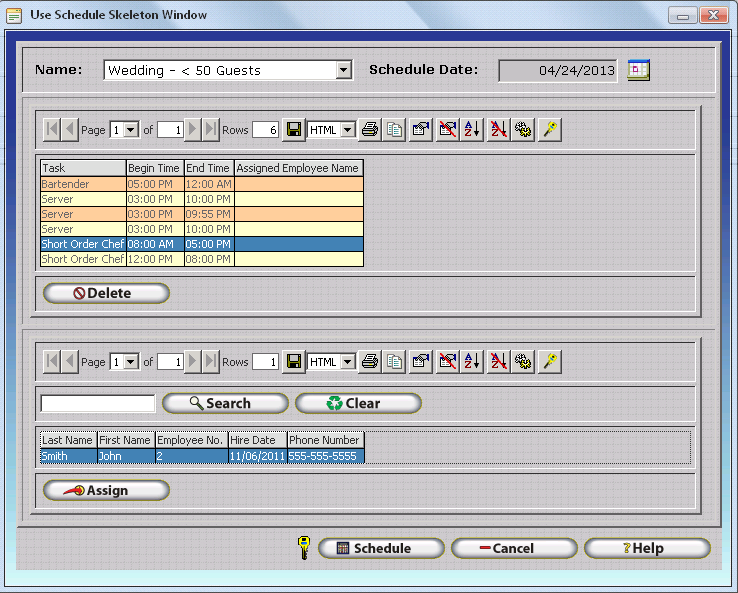 Use Schedule Skeleton Window
Name: Wedding - < 50 Guests Schedule Date: 04/24/2013
Page 1 of 1 Rows 6 HTML
Task Begin Time End Time Assigned Employee Name
Bartender 05:00 PM 12:00 AM
Server 03:00 PM 10:00 PM
Server 03:00 PM 09:55 PM
Server 03:00 PM 10:00 PM
Short Order Chef 08:00 AM 05:00 PM
Short Order Chef 12:00 PM 08:00 PM
Delete
Page 1 of 1 Rows 1 HTML
Search Clear
Last Name First Name Employee No. Hire Date Phone Number
Smith John 2 11/06/2011 555-555-5555
Assign
Schedule Cancel Help